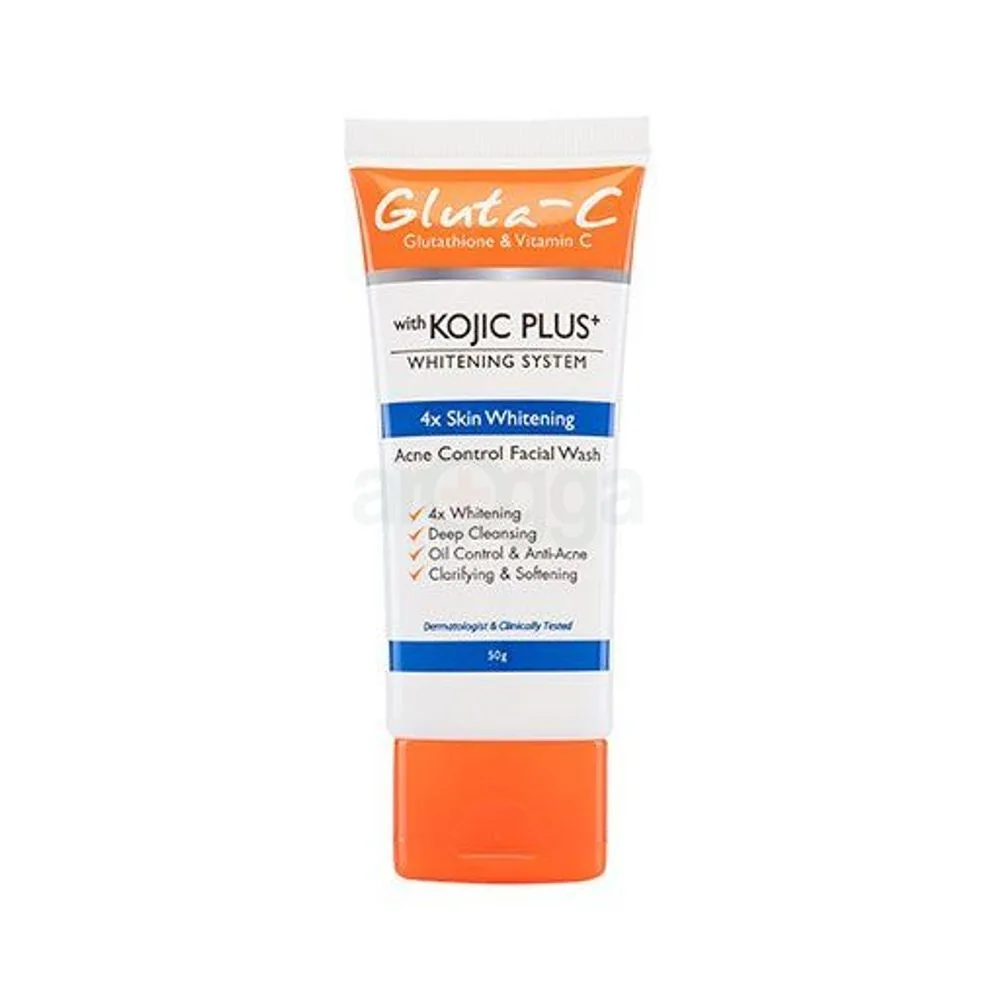 Gluta-C
Glutathione & Vitamin C
with KOJIC PLUS+
WHITENING SYSTEM
4x Skin Whitening
Acne Control Facial Wash
arogga
4x Whitening
Deep Cleansing
Oil Control & Anti-Acne
Clarifying & Softening
Dermatologist & Clinically Tested
50g